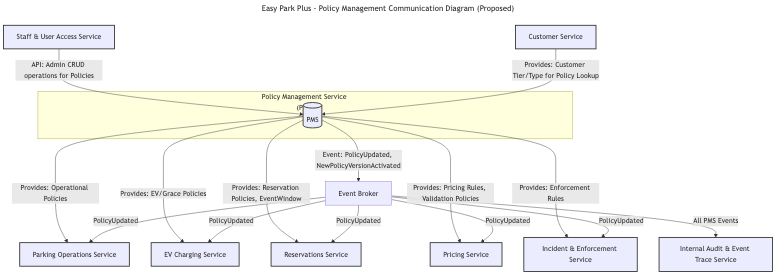 Easy Park Plus - Policy Management Communication Diagram (Proposed)
Staff & User Access Service
Customer Service
API: Admin CRUD
operations for Policies
Provides: Customer
Tier/Type for Policy Lookup
Policy Management Service
PMS
Event: PolicyUpdated,
NewPolicyVersionActivated
Provides: Operational
Policies
Provides: EV/Grace Policies
Provides: Reservation
Policies, EventWindow
Event Broker
Provides: Pricing Rules,
Validation Policies
Provides: Enforcement
Rules
PolicyUpdated
PolicyUpdated
PolicyUpdated
PolicyUpdated
PolicyUpdated
All PMS Events
Parking Operations Service
EV Charging Service
Reservations Service
Pricing Service
Incident & Enforcement
Service
Internal Audit & Event
Trace Service